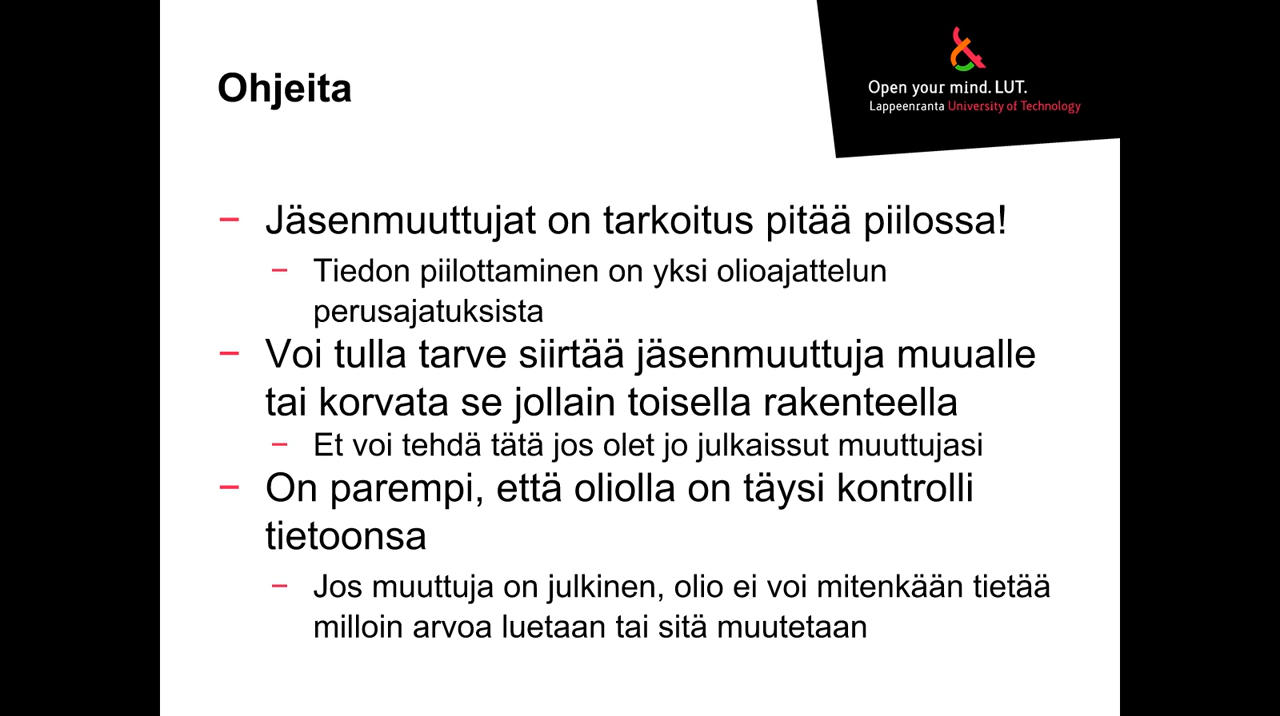 Ohjeita
Open your mind. LUT.
Lappeenranta University of Technology
– Jäsenmuuttujat on tarkoitus pitää piilossa!
– Tiedon piilottaminen on yksi olioajattelun
perusajatuksista
– Voi tulla tarve siirtää jäsenmuuttuja muualle
tai korvata se jollain toisella rakenteella
– Et voi tehdä tätä jos olet jo julkaissut muuttujasi
– On parempi, että oliolla on täysi kontrolli
tietoonsa
– Jos muuttuja on julkinen, olio ei voi mitenkään tietää
milloin arvoa luetaan tai sitä muutetaan